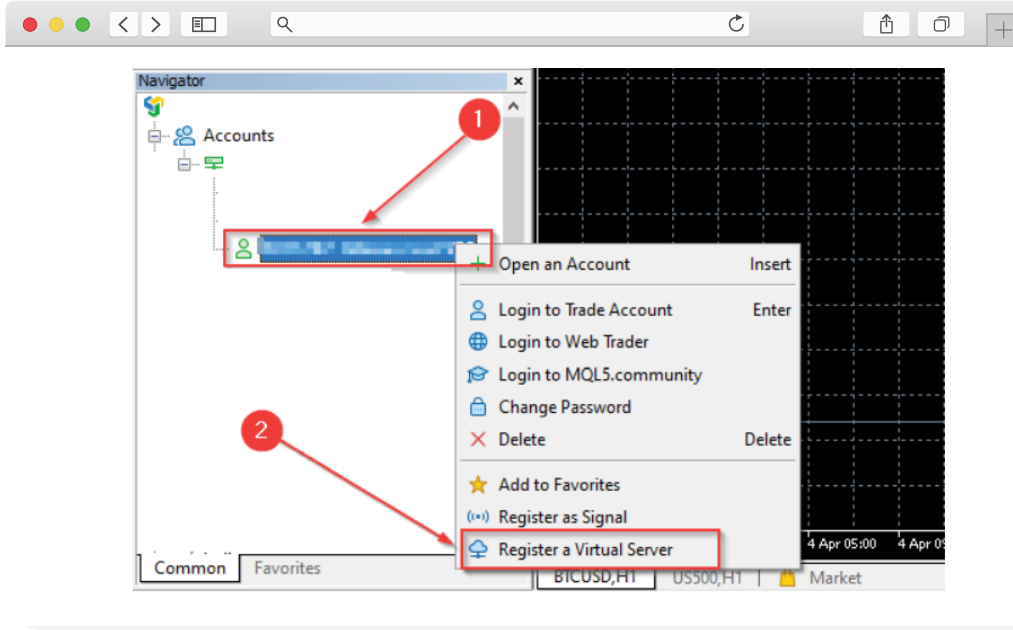 Navigator
1
Accounts
Open an Account Insert
Login to Trade Account Enter
Login to Web Trader
Login to MQL5.community
Change Password
2
Delete Delete
Add to Favorites
Register as Signal
Register a Virtual Server
4 Apr 05:00 4 Apr
Common Favorites
BTCUSD,H1 US500,H1 Market